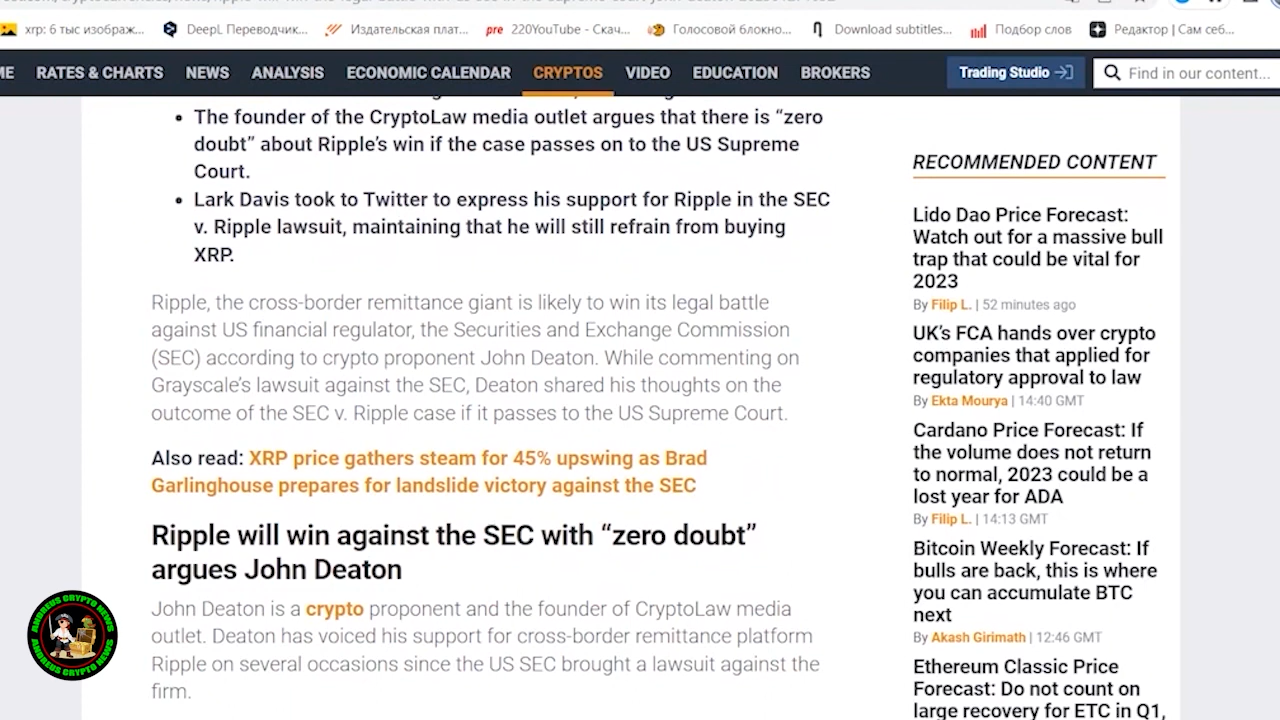 xrp: 6 тыс изображ...
DeepL Переводчик...
Издательская плат...
pre 220YouTube - Скач...
Голосовой блокно...
Download subtitles...
Подбор слов
Редактор | Сам себ...
ME RATES & CHARTS NEWS ANALYSIS ECONOMIC CALENDAR CRYPTOS VIDEO EDUCATION BROKERS
Trading Studio
Find in our content...
• The founder of the CryptoLaw media outlet argues that there is “zero
doubt” about Ripple’s win if the case passes on to the US Supreme
Court.
• Lark Davis took to Twitter to express his support for Ripple in the SEC
v. Ripple lawsuit, maintaining that he will still refrain from buying
XRP.
Ripple, the cross-border remittance giant is likely to win its legal battle
against US financial regulator, the Securities and Exchange Commission
(SEC) according to crypto proponent John Deaton. While commenting on
Grayscale’s lawsuit against the SEC, Deaton shared his thoughts on the
outcome of the SEC v. Ripple case if it passes to the US Supreme Court.
Also read: XRP price gathers steam for 45% upswing as Brad
Garlinghouse prepares for landslide victory against the SEC
Ripple will win against the SEC with “zero doubt”
argues John Deaton
John Deaton is a crypto proponent and the founder of CryptoLaw media
outlet. Deaton has voiced his support for cross-border remittance platform
Ripple on several occasions since the US SEC brought a lawsuit against the
firm.
RECOMMENDED CONTENT
Lido Dao Price Forecast:
Watch out for a massive bull
trap that could be vital for
2023
By Filip L. | 52 minutes ago
UK’s FCA hands over crypto
companies that applied for
regulatory approval to law
By Ekta Mourya | 14:40 GMT
Cardano Price Forecast: If
the volume does not return
to normal, 2023 could be a
lost year for ADA
By Filip L. | 14:13 GMT
Bitcoin Weekly Forecast: If
bulls are back, this is where
you can accumulate BTC
next
By Akash Girimath | 12:46 GMT
Ethereum Classic Price
Forecast: Do not count on
large recovery for ETC in Q1,
ANDREUS CRYPTO NEWS
ANDREUS CRYPTO NEWS